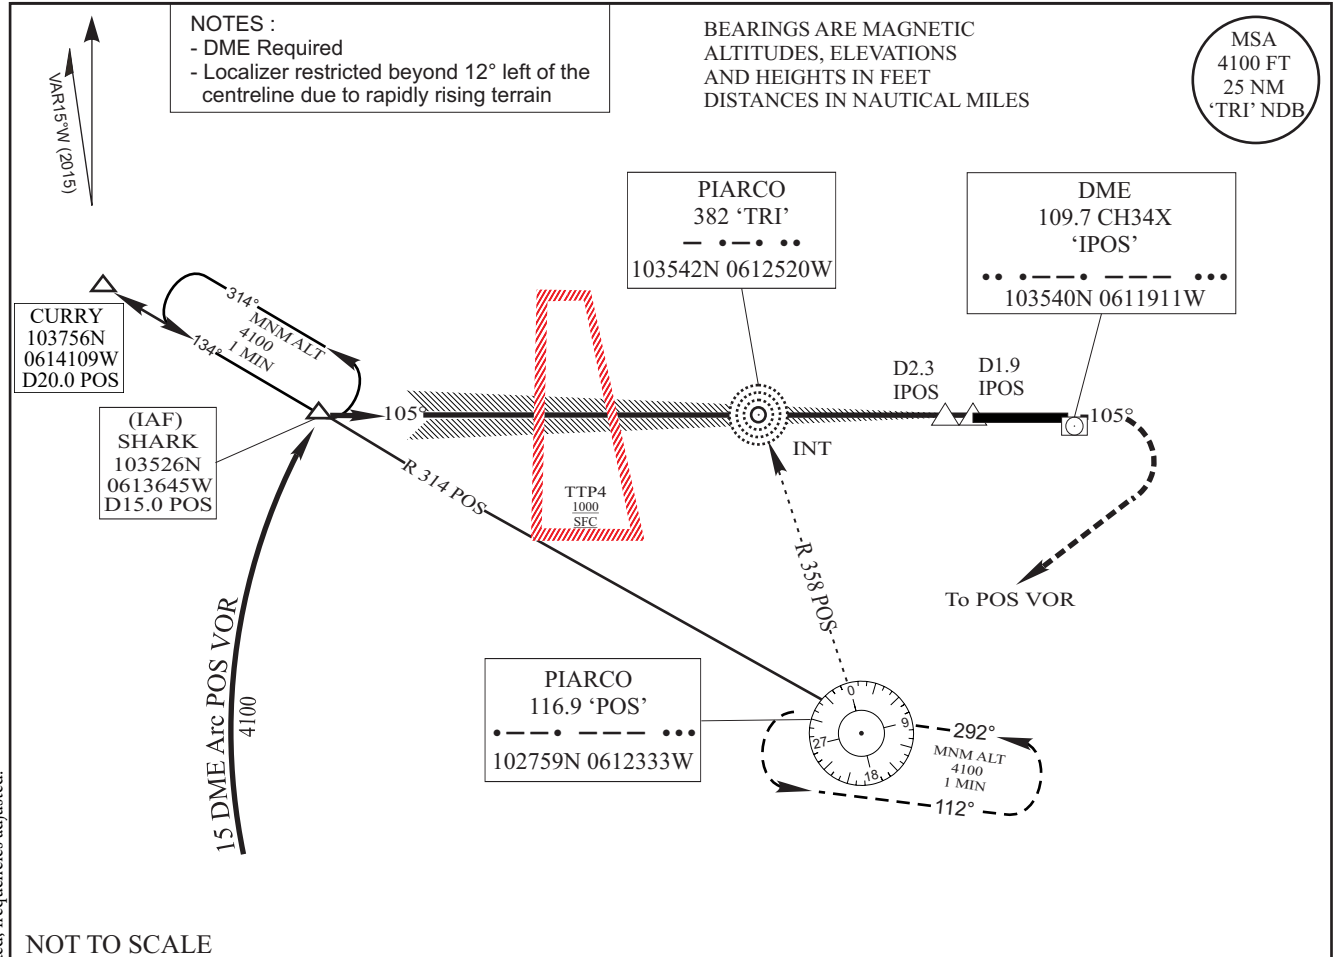 NOTES :
- DME Required
- Localizer restricted beyond 12° left of the
centreline due to rapidly rising terrain
BEARINGS ARE MAGNETIC
ALTITUDES, ELEVATIONS
AND HEIGHTS IN FEET
DISTANCES IN NAUTICAL MILES
MSA
4100 FT
25 NM
'TRI' NDB
VAR15°W (2015)
PIARCO
382 'TRI'
103542N 0612520W
DME
109.7 CH34X
'IPOS'
103540N 0611911W
CURRY
103756N
0614109W
D20.0 POS
314°
MNM ALT
4100
1 MIN
134°
(IAF)
SHARK
103526N
0613645W
D15.0 POS
105°
D2.3
IPOS
D1.9
IPOS
105°
INT
R 314 POS
TTP4
1000
SFC
R 358 POS
To POS VOR
15 DME Arc POS VOR
4100
PIARCO
116.9 'POS'
102759N 0612333W
0
9
18
27
292°
MNM ALT
4100
1 MIN
112°
frequencies adjusted.
NOT TO SCALE